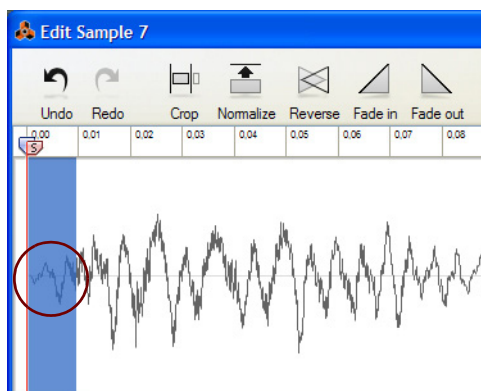 Edit Sample 7
Undo Redo Crop Normalize Reverse Fade in Fade out
0,00 0,01 0,02 0,03 0,04 0,05 0,06 0,07 0,08
S